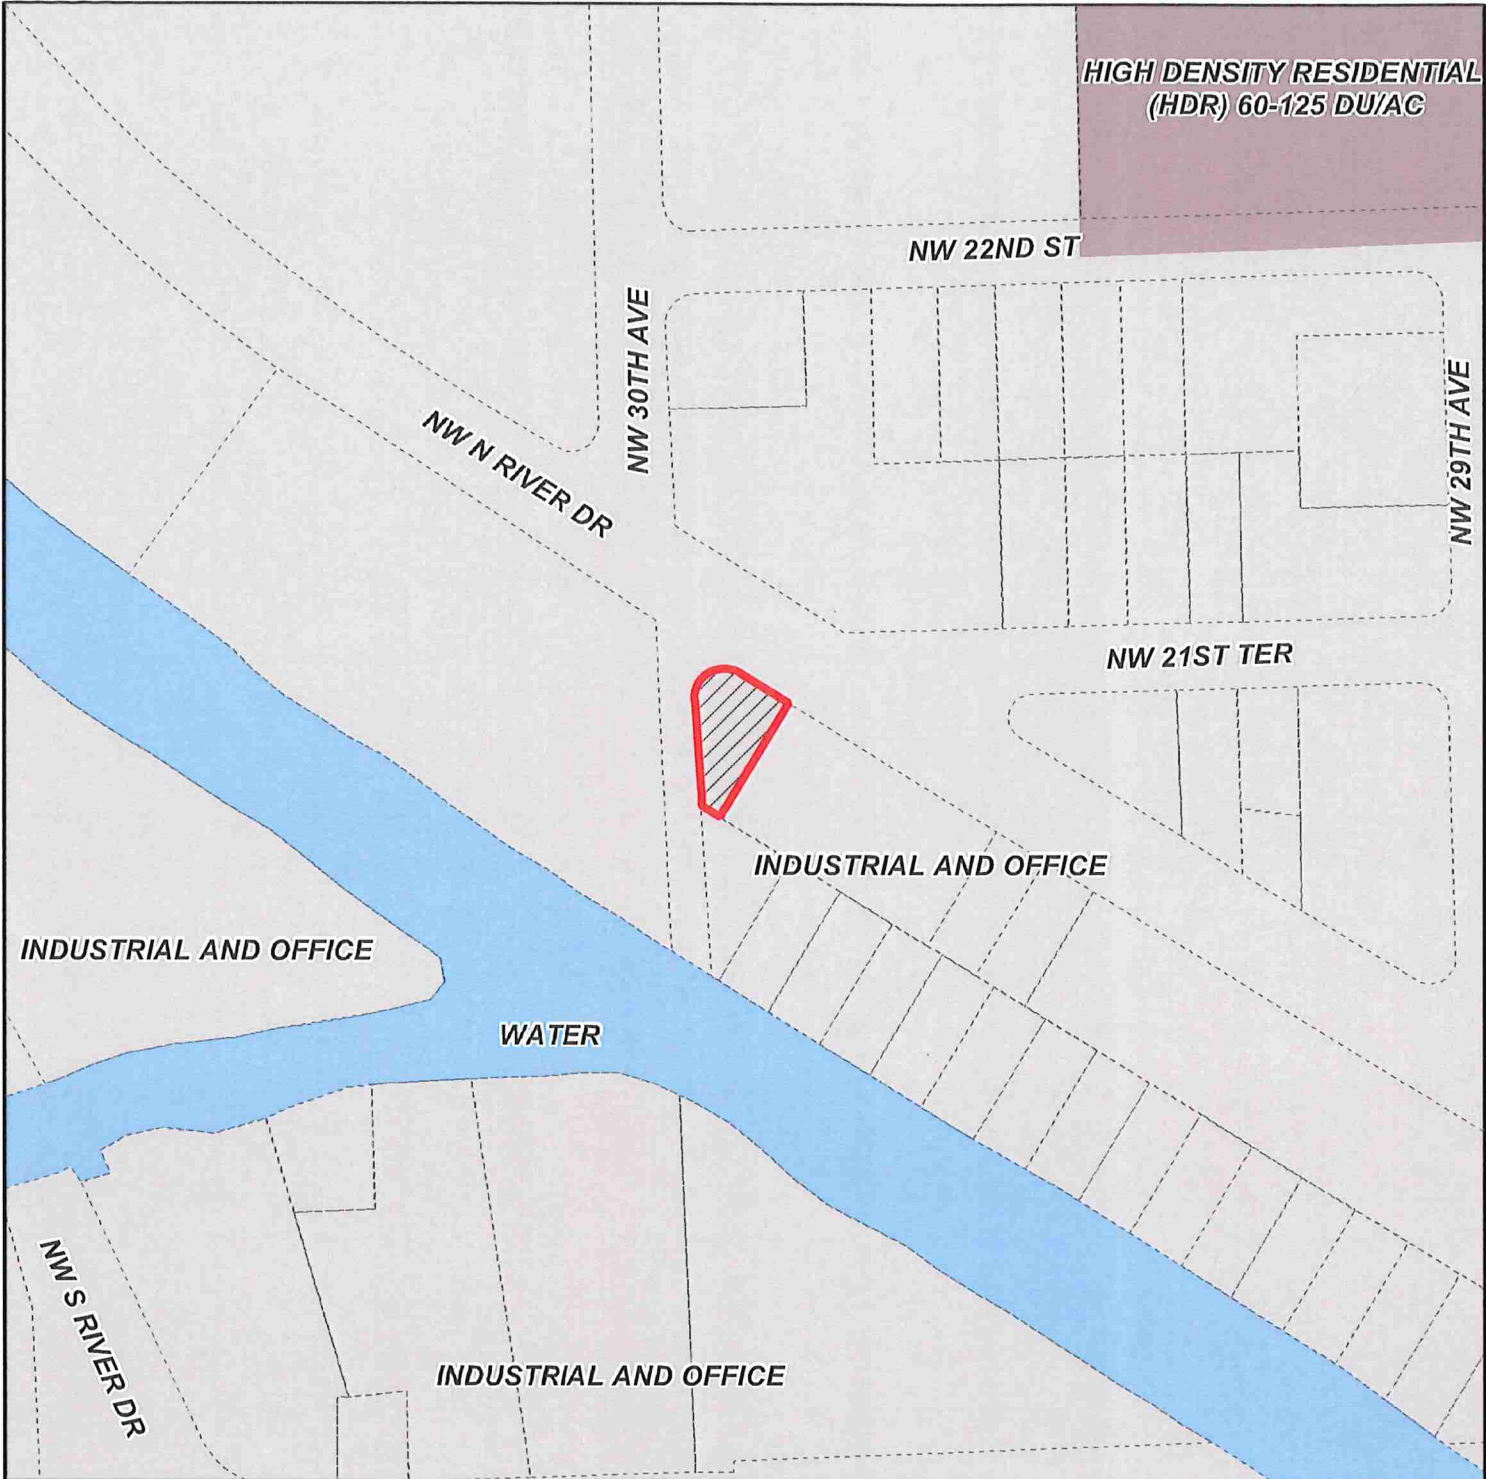 HIGH DENSITY RESIDENTIAL
(HDR) 60-125 DU/AC
NW 22ND ST
NW 30TH AVE
NW 29TH AVE
NW N RIVER DR
NW 21ST TER
INDUSTRIAL AND OFFICE
INDUSTRIAL AND OFFICE
WATER
NW S RIVER DR
INDUSTRIAL AND OFFICE